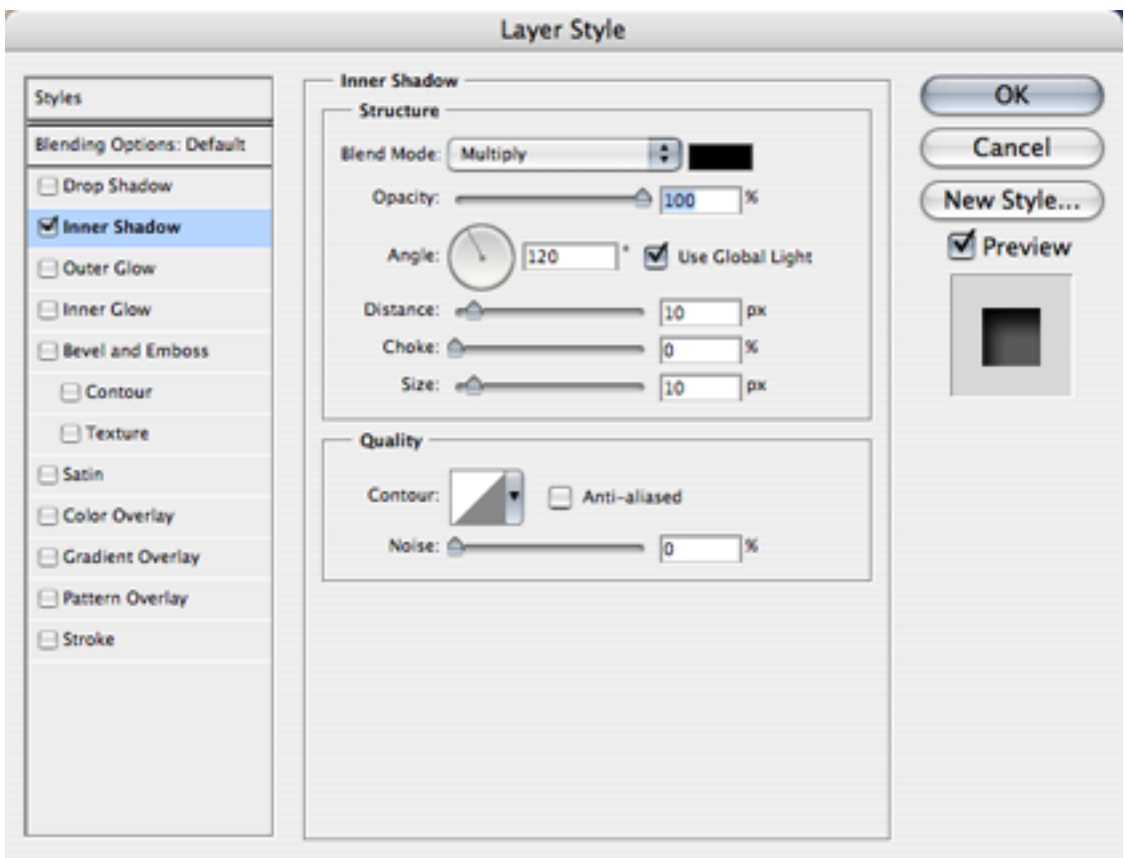 Layer Style
Styles
Blending Options: Default
Drop Shadow
Inner Shadow
Outer Glow
Inner Glow
Bevel and Emboss
Contour
Texture
Satin
Color Overlay
Gradient Overlay
Pattern Overlay
Stroke
Inner Shadow
Structure
Blend Mode: Multiply
Opacity: 100 %
Angle: 120 ° Use Global Light
Distance: 10 px
Choke: 0 %
Size: 10 px
Quality
Contour: Anti-aliased
Noise: 0 %
OK
Cancel
New Style...
Preview